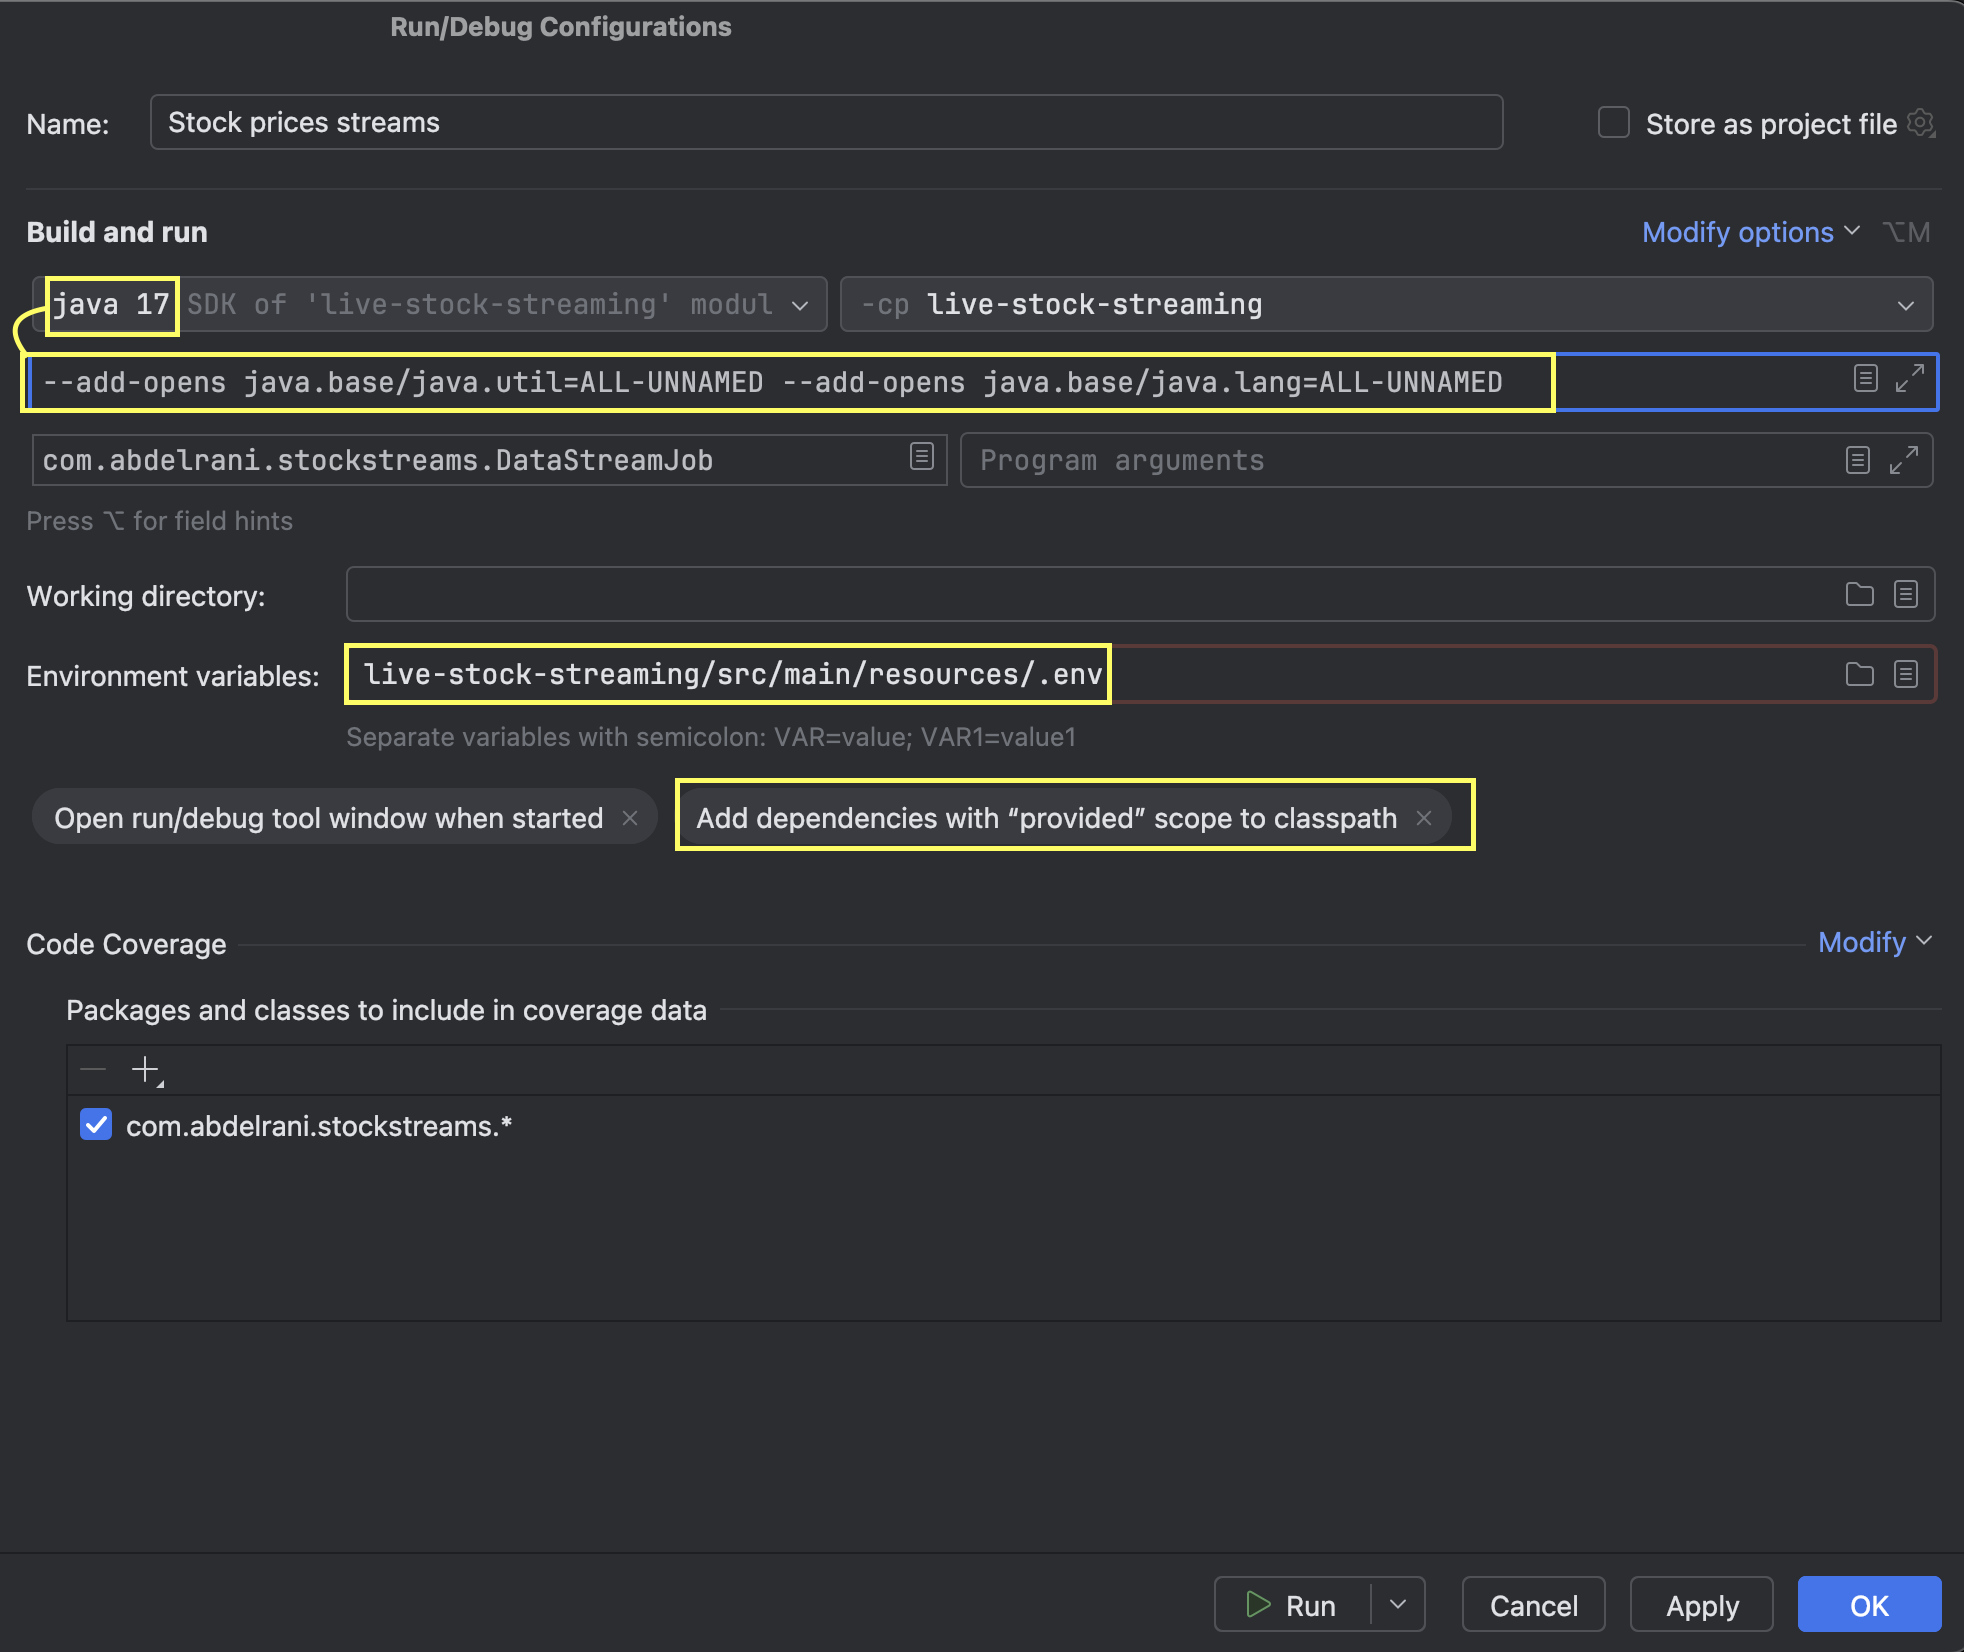 Run/Debug Configurations
Name: Stock prices streams Store as project file
Build and run Modify options ⌥M
java 17 SDK of 'live-stock-streaming' modul -cp live-stock-streaming
--add-opens java.base/java.util=ALL-UNNAMED --add-opens java.base/java.lang=ALL-UNNAMED
com.abdelrani.stockstreams.DataStreamJob Program arguments
Press ⌥ for field hints
Working directory:
Environment variables: live-stock-streaming/src/main/resources/.env
Separate variables with semicolon: VAR=value; VAR1=value1
Open run/debug tool window when started × Add dependencies with “provided” scope to classpath ×
Code Coverage Modify
Packages and classes to include in coverage data
com.abdelrani.stockstreams.*
Run Cancel Apply OK